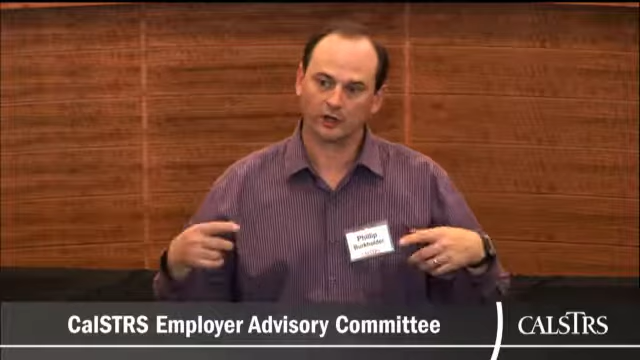 Phillip
Burkholder
CalSTRS Employer Advisory Committee
CALSTRS